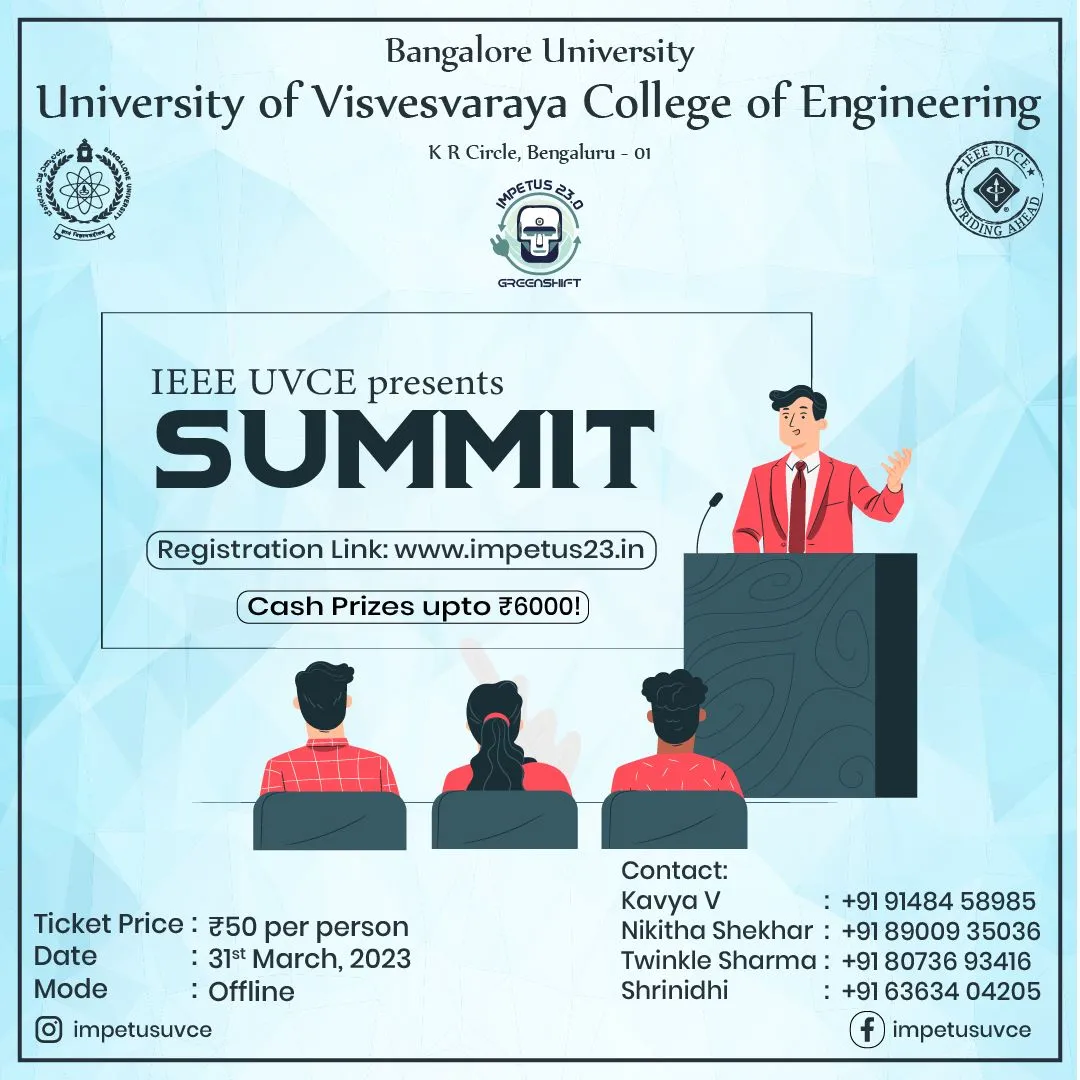 Bangalore University
University of Visvesvaraya College of Engineering
K R Circle, Bengaluru - 01
BANGALORE UNIVERSITY
IEEE UVCE
STRIDING AHEAD
IMPETUS 23.0
GREENSHIFT
IEEE UVCE presents
SUMMIT
Registration Link: www.impetus23.in
Cash Prizes upto ₹6000!
Ticket Price : ₹50 per person
Date : 31st March, 2023
Mode : Offline
impetusuvce
Contact:
Kavya V : +91 91484 58985
Nikitha Shekhar : +91 89009 35036
Twinkle Sharma : +91 80736 93416
Shrinidhi : +91 63634 04205
impetusuvce